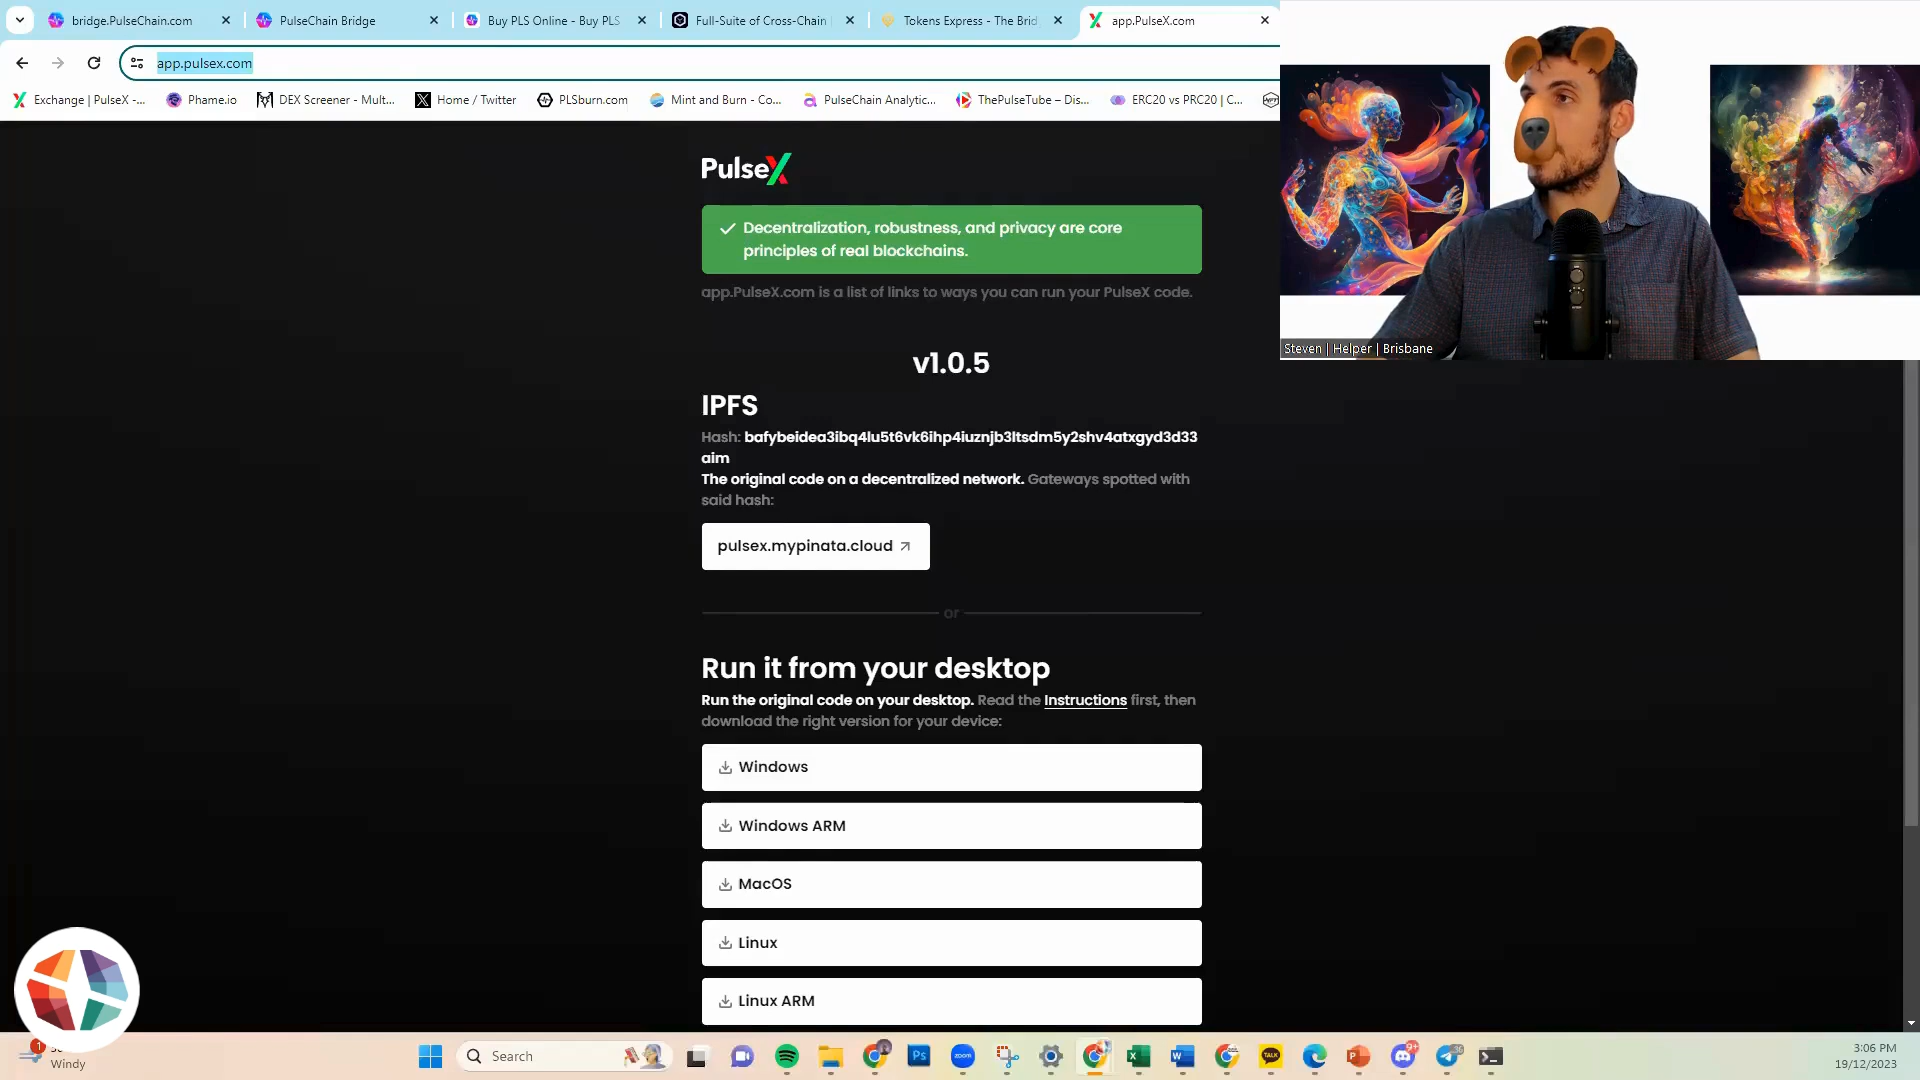 bridge.PulseChain.com
PulseChain Bridge
Buy PLS Online - Buy PLS
Full-Suite of Cross-Chain
Tokens Express - The Brid
app.PulseX.com
app.pulsex.com
Exchange | PulseX -...
Phame.io
DEX Screener - Mult...
Home / Twitter
PLSburn.com
Mint and Burn - Co...
PulseChain Analytic...
ThePulseTube – Dis...
ERC20 vs PRC20 | C...
PulseX
Decentralization, robustness, and privacy are core
principles of real blockchains.
app.PulseX.com is a list of links to ways you can run your PulseX code.
Steven | Helper | Brisbane
v1.0.5
IPFS
Hash: bafybeidea3ibq4lu5t6vk6ihp4iuznjb3ltsdm5y2shv4atxgyd3d33
aim
The original code on a decentralized network. Gateways spotted with
said hash:
pulsex.mypinata.cloud
or
Run it from your desktop
Run the original code on your desktop. Read the Instructions first, then
download the right version for your device:
Windows
Windows ARM
MacOS
Linux
Linux ARM
1
Windy
Search
Ps
zoom
TALK
9+
3:06 PM
19/12/2023